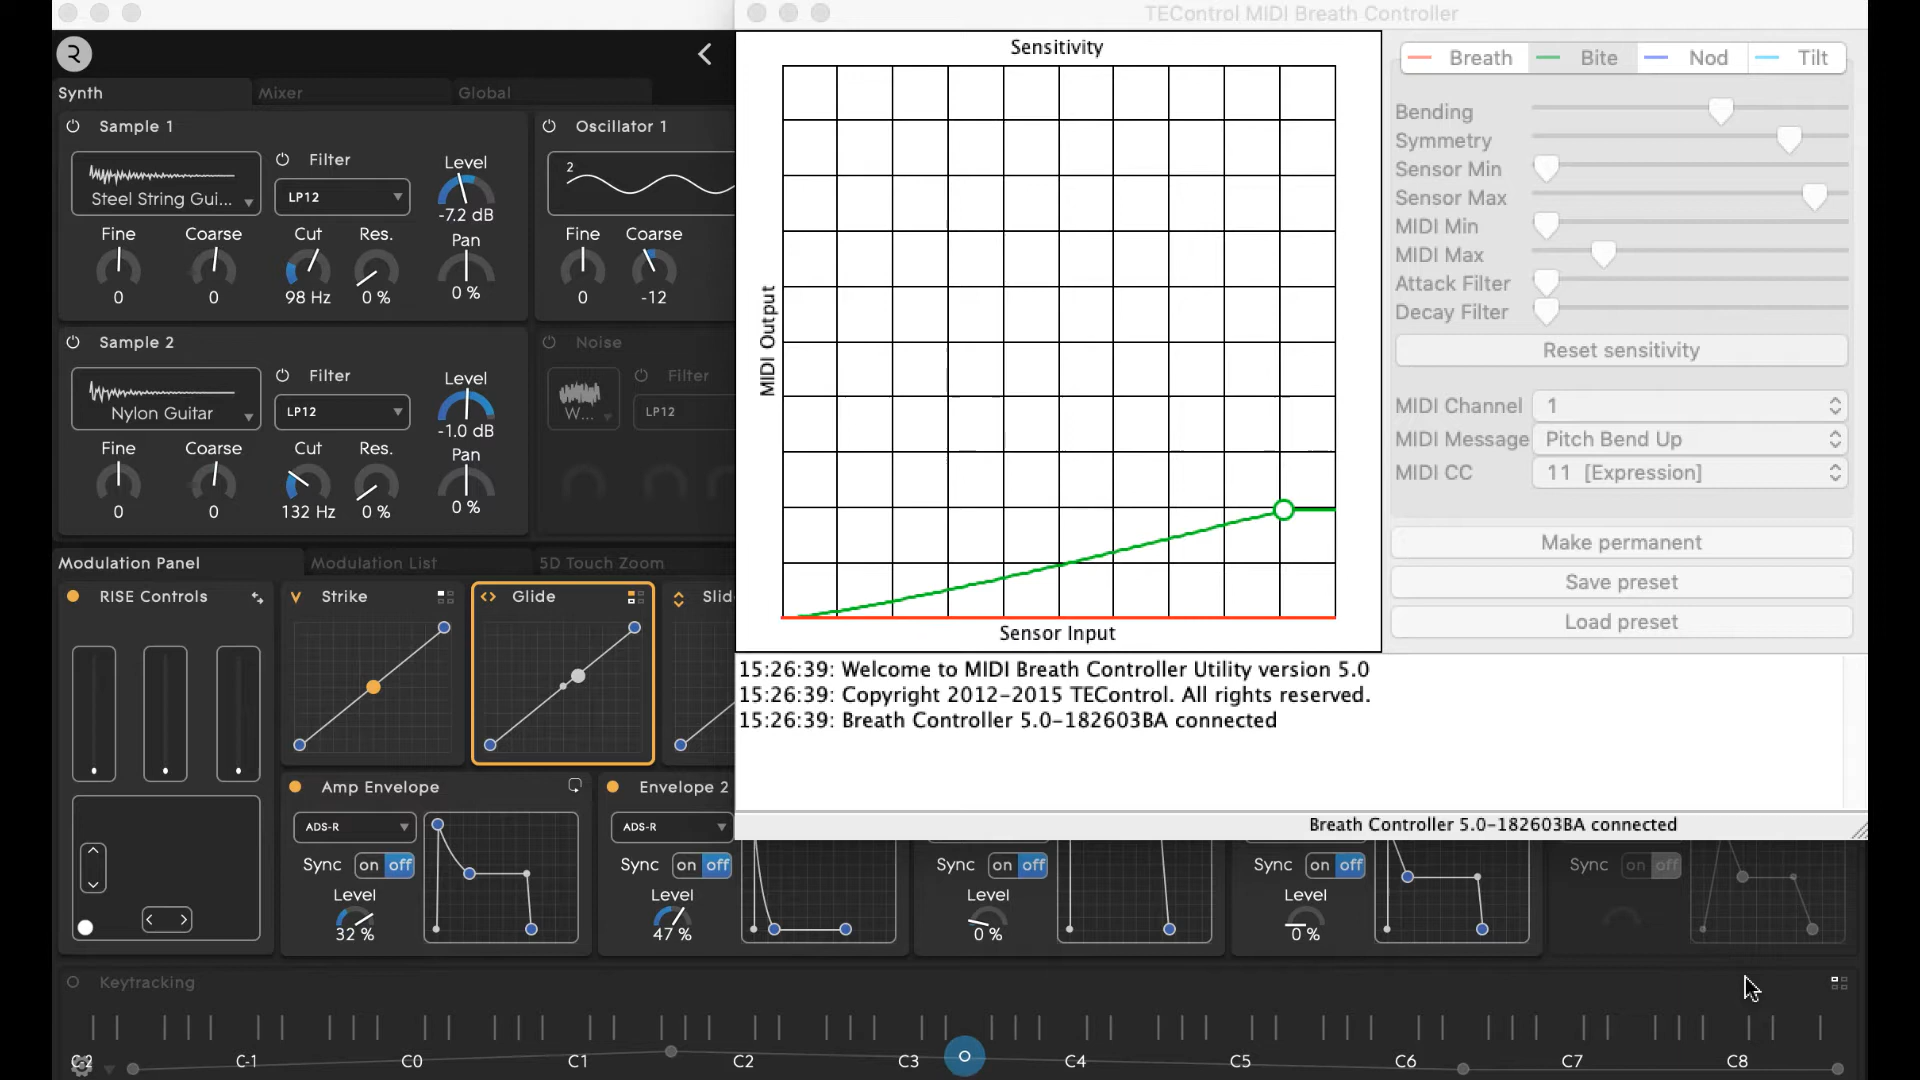 TEControl MIDI Breath Controller
R
Synth
Mixer
Global
Sample 1
Filter
Steel String Gui...
LP12
Level
-7.2 dB
Fine
Coarse
Cut
Res.
Pan
0
0
98 Hz
0 %
0 %
Oscillator 1
2
Fine
Coarse
0
-12
Sample 2
Filter
Nylon Guitar
LP12
Level
-1.0 dB
Fine
Coarse
Cut
Res.
Pan
0
0
132 Hz
0 %
0 %
Noise
Filter
W...
LP12
Sensitivity
MIDI Output
Sensor Input
Breath
Bite
Nod
Tilt
Bending
Symmetry
Sensor Min
Sensor Max
MIDI Min
MIDI Max
Attack Filter
Decay Filter
Reset sensitivity
MIDI Channel 1
MIDI Message Pitch Bend Up
MIDI CC 11 [Expression]
Make permanent
Save preset
Load preset
15:26:39: Welcome to MIDI Breath Controller Utility version 5.0
15:26:39: Copyright 2012-2015 TEControl. All rights reserved.
15:26:39: Breath Controller 5.0-182603BA connected
Breath Controller 5.0-182603BA connected
Modulation Panel
Modulation List
5D Touch Zoom
RISE Controls
Strike
Glide
Slid
Amp Envelope
ADS-R
Sync on off
Level
32 %
Envelope 2
ADS-R
Sync on off
Level
47 %
Sync on off
Level
0 %
Sync on off
Level
0 %
Sync on off
Keytracking
C-1
C0
C1
C2
C3
C4
C5
C6
C7
C8